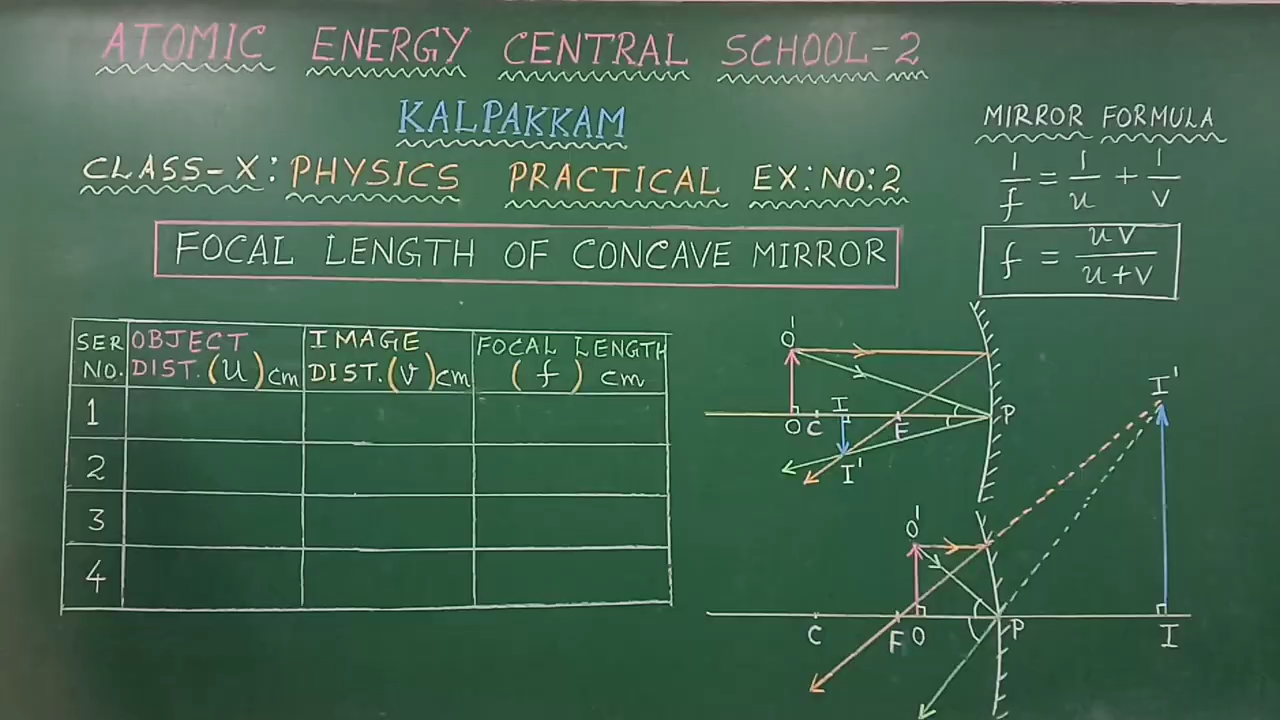 ATOMIC ENERGY CENTRAL SCHOOL-2
KALPAKKAM
CLASS-X: PHYSICS PRACTICAL EX:NO:2
FOCAL LENGTH OF CONCAVE MIRROR
MIRROR FORMULA
1/f = 1/u + 1/v
f = uv/u+v
SER NO. OBJECT DIST. (u) cm IMAGE DIST. (v) cm FOCAL LENGTH (f) cm
1
2
3
4
O'
O C I F P
I'
I'
O'
C F O P I